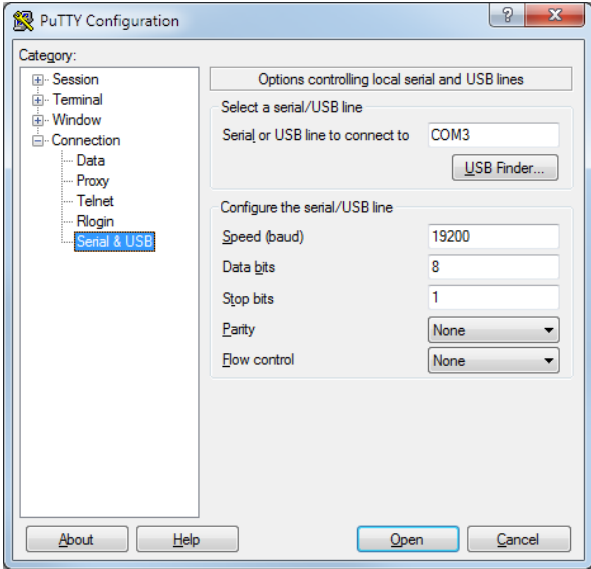 PuTTY Configuration
?
X
Category:
Session
Terminal
Window
Connection
Data
Proxy
Telnet
Rlogin
Serial & USB
Options controlling local serial and USB lines
Select a serial/USB line
Serial or USB line to connect to COM3
USB Finder...
Configure the serial/USB line
Speed (baud) 19200
Data bits 8
Stop bits 1
Parity None
Flow control None
About Help Open Cancel